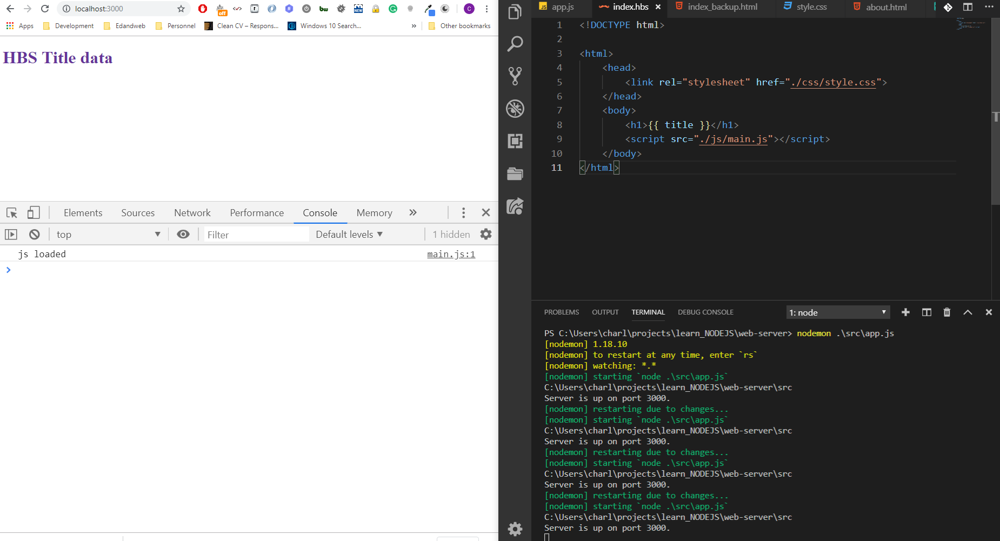 localhost:3000
off
NEW
bw
C
Apps
Development
Edandweb
Personnel
Clean CV – Respons...
Windows 10 Search...
»
Other bookmarks
HBS Title data
Elements Sources Network Performance Console Memory »
top
Filter
Default levels ▼
1 hidden
js loaded main.js:1
>
JS app.js
index.hbs ×
index_backup.html
style.css
about.html
1 <!DOCTYPE html>
2
3 <html>
4 <head>
5 <link rel="stylesheet" href="./css/style.css">
6 </head>
7 <body>
8 <h1>{{ title }}</h1>
9 <script src="./js/main.js"></script>
10 </body>
11 </html>
PROBLEMS OUTPUT TERMINAL DEBUG CONSOLE
1: node
PS C:\Users\charl\projects\learn_NODEJS\web-server> nodemon .\src\app.js
[nodemon] 1.18.10
[nodemon] to restart at any time, enter `rs`
[nodemon] watching: *.*
[nodemon] starting `node .\src\app.js`
C:\Users\charl\projects\learn_NODEJS\web-server\src
Server is up on port 3000.
[nodemon] restarting due to changes...
[nodemon] starting `node .\src\app.js`
C:\Users\charl\projects\learn_NODEJS\web-server\src
Server is up on port 3000.
[nodemon] restarting due to changes...
[nodemon] starting `node .\src\app.js`
C:\Users\charl\projects\learn_NODEJS\web-server\src
Server is up on port 3000.
[nodemon] restarting due to changes...
[nodemon] starting `node .\src\app.js`
C:\Users\charl\projects\learn_NODEJS\web-server\src
Server is up on port 3000.